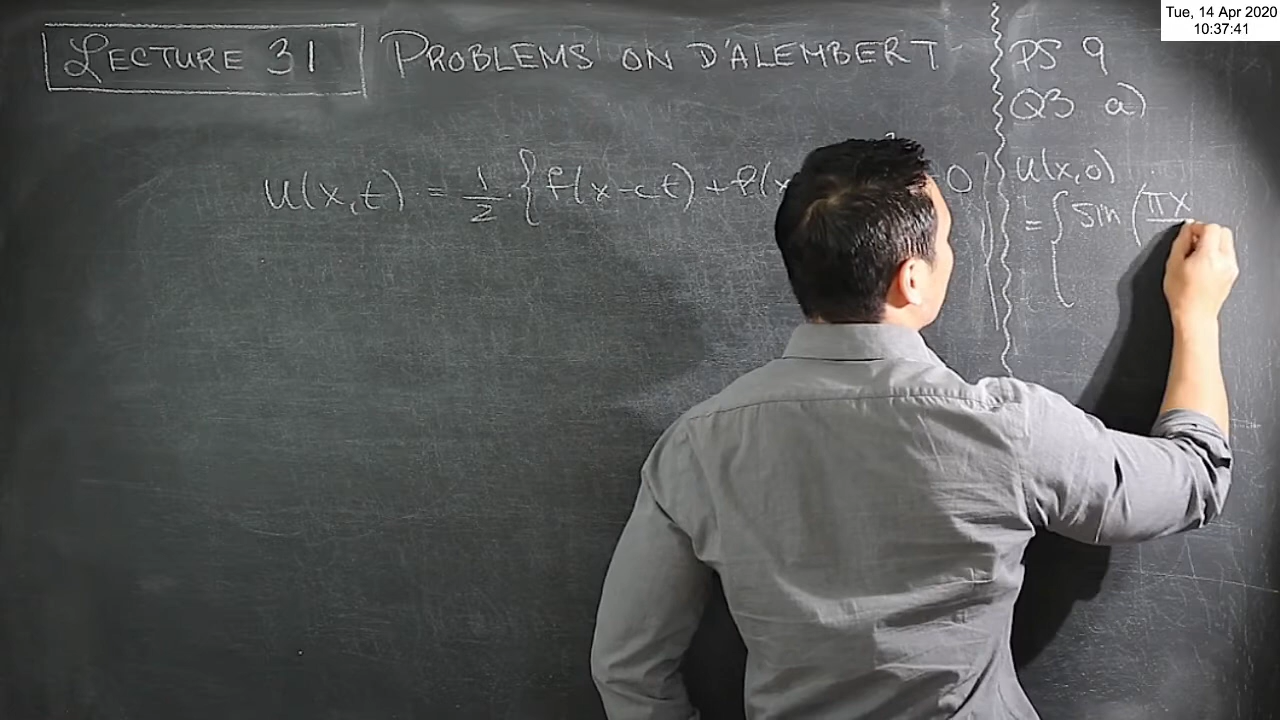 Tue, 14 Apr 2020
10:37:41
LECTURE 31 PROBLEMS ON D'ALEMBERT
u(x,t) = 1/2 {f(x-ct) + f(x
0
PS 9
Q3 a)
u(x,0)
= { sin (πx